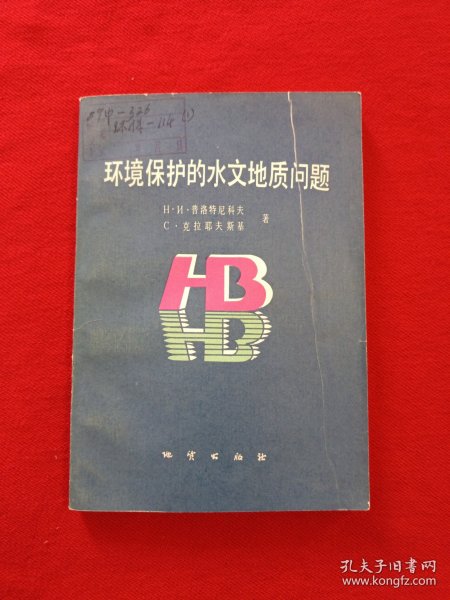 环境保护的水文地质问题
Н·И·普洛特尼科夫
С·克拉耶夫斯基
著
HB
HB
地质出版社
孔夫子旧书网
www.kongfz.com